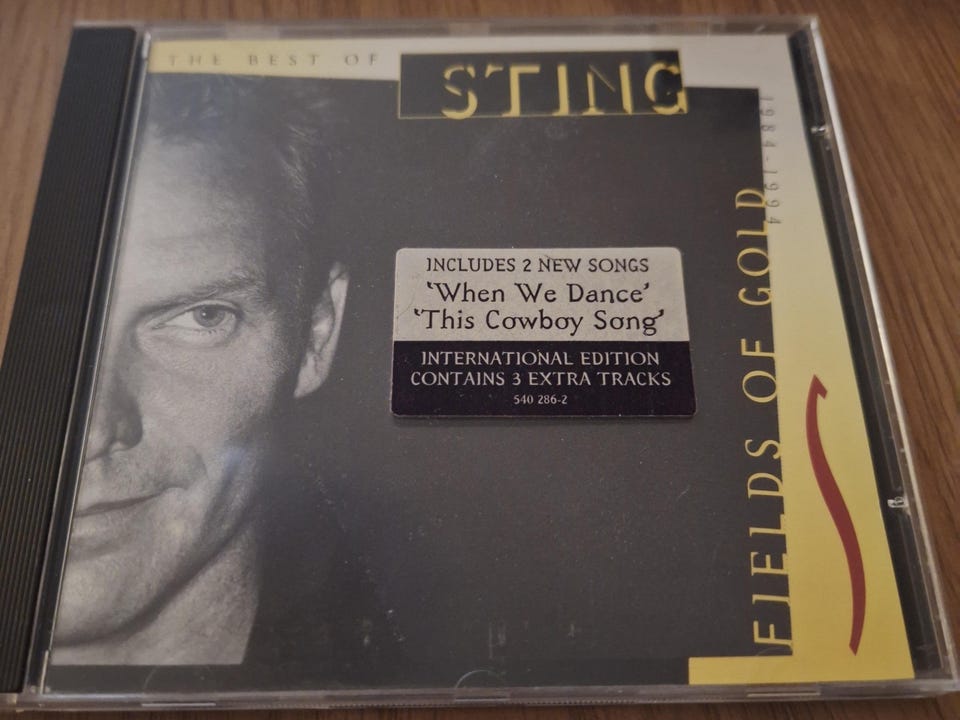 THE BEST OF
STING
1984-1994
FIELDS OF GOLD
INCLUDES 2 NEW SONGS
‘When We Dance’
‘This Cowboy Song’
INTERNATIONAL EDITION
CONTAINS 3 EXTRA TRACKS
540 286-2